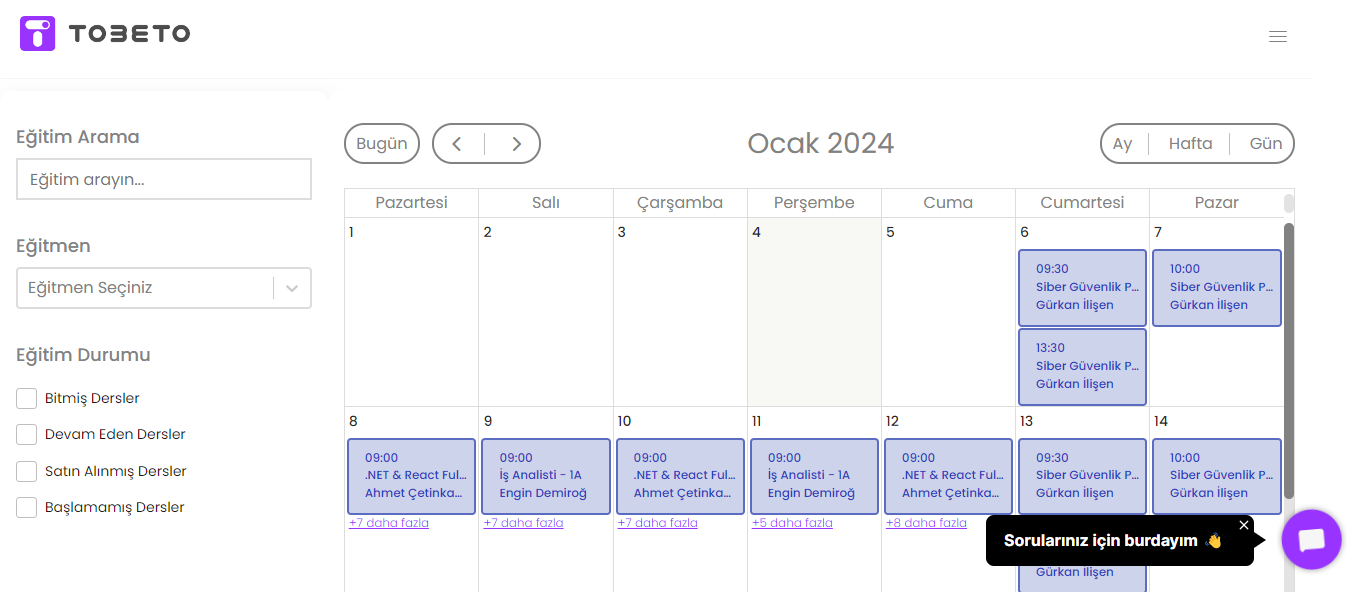 TOBETO
Eğitim Arama
Eğitim arayın...
Eğitmen
Eğitmen Seçiniz
Eğitim Durumu
Bitmiş Dersler
Devam Eden Dersler
Satın Alınmış Dersler
Başlamamış Dersler
Bugün
Ocak 2024
Ay Hafta Gün
Pazartesi Salı Çarşamba Perşembe Cuma Cumartesi Pazar
1 2 3 4 5 6 7
09:30
Siber Güvenlik P...
Gürkan İlişen
13:30
Siber Güvenlik P...
Gürkan İlişen
10:00
Siber Güvenlik P...
Gürkan İlişen
8 9 10 11 12 13 14
09:00
.NET & React Ful...
Ahmet Çetinka...
+7 daha fazla
09:00
İş Analisti - 1A
Engin Demiroğ
+7 daha fazla
09:00
.NET & React Ful...
Ahmet Çetinka...
+7 daha fazla
09:00
İş Analisti - 1A
Engin Demiroğ
+5 daha fazla
09:00
.NET & React Ful...
Ahmet Çetinka...
+8 daha fazla
09:30
Siber Güvenlik P...
Gürkan İlişen
Gürkan İlişen
10:00
Siber Güvenlik P...
Gürkan İlişen
Sorularınız için burdayım 👋